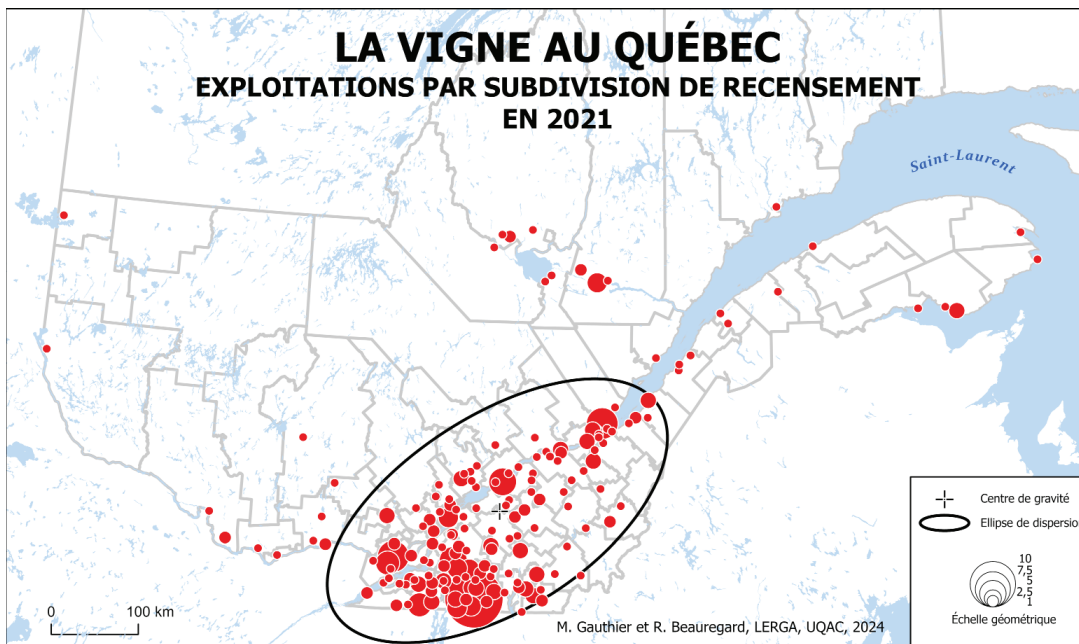 LA VIGNE AU QUÉBEC
EXPLOITATIONS PAR SUBDIVISION DE RECENSEMENT
EN 2021
Saint-Laurent
Centre de gravité
Ellipse de dispersio
10
7,5
5
2,5
1
Échelle géométrique
0 100 km
M. Gauthier et R. Beauregard, LERGA, UQAC, 2024